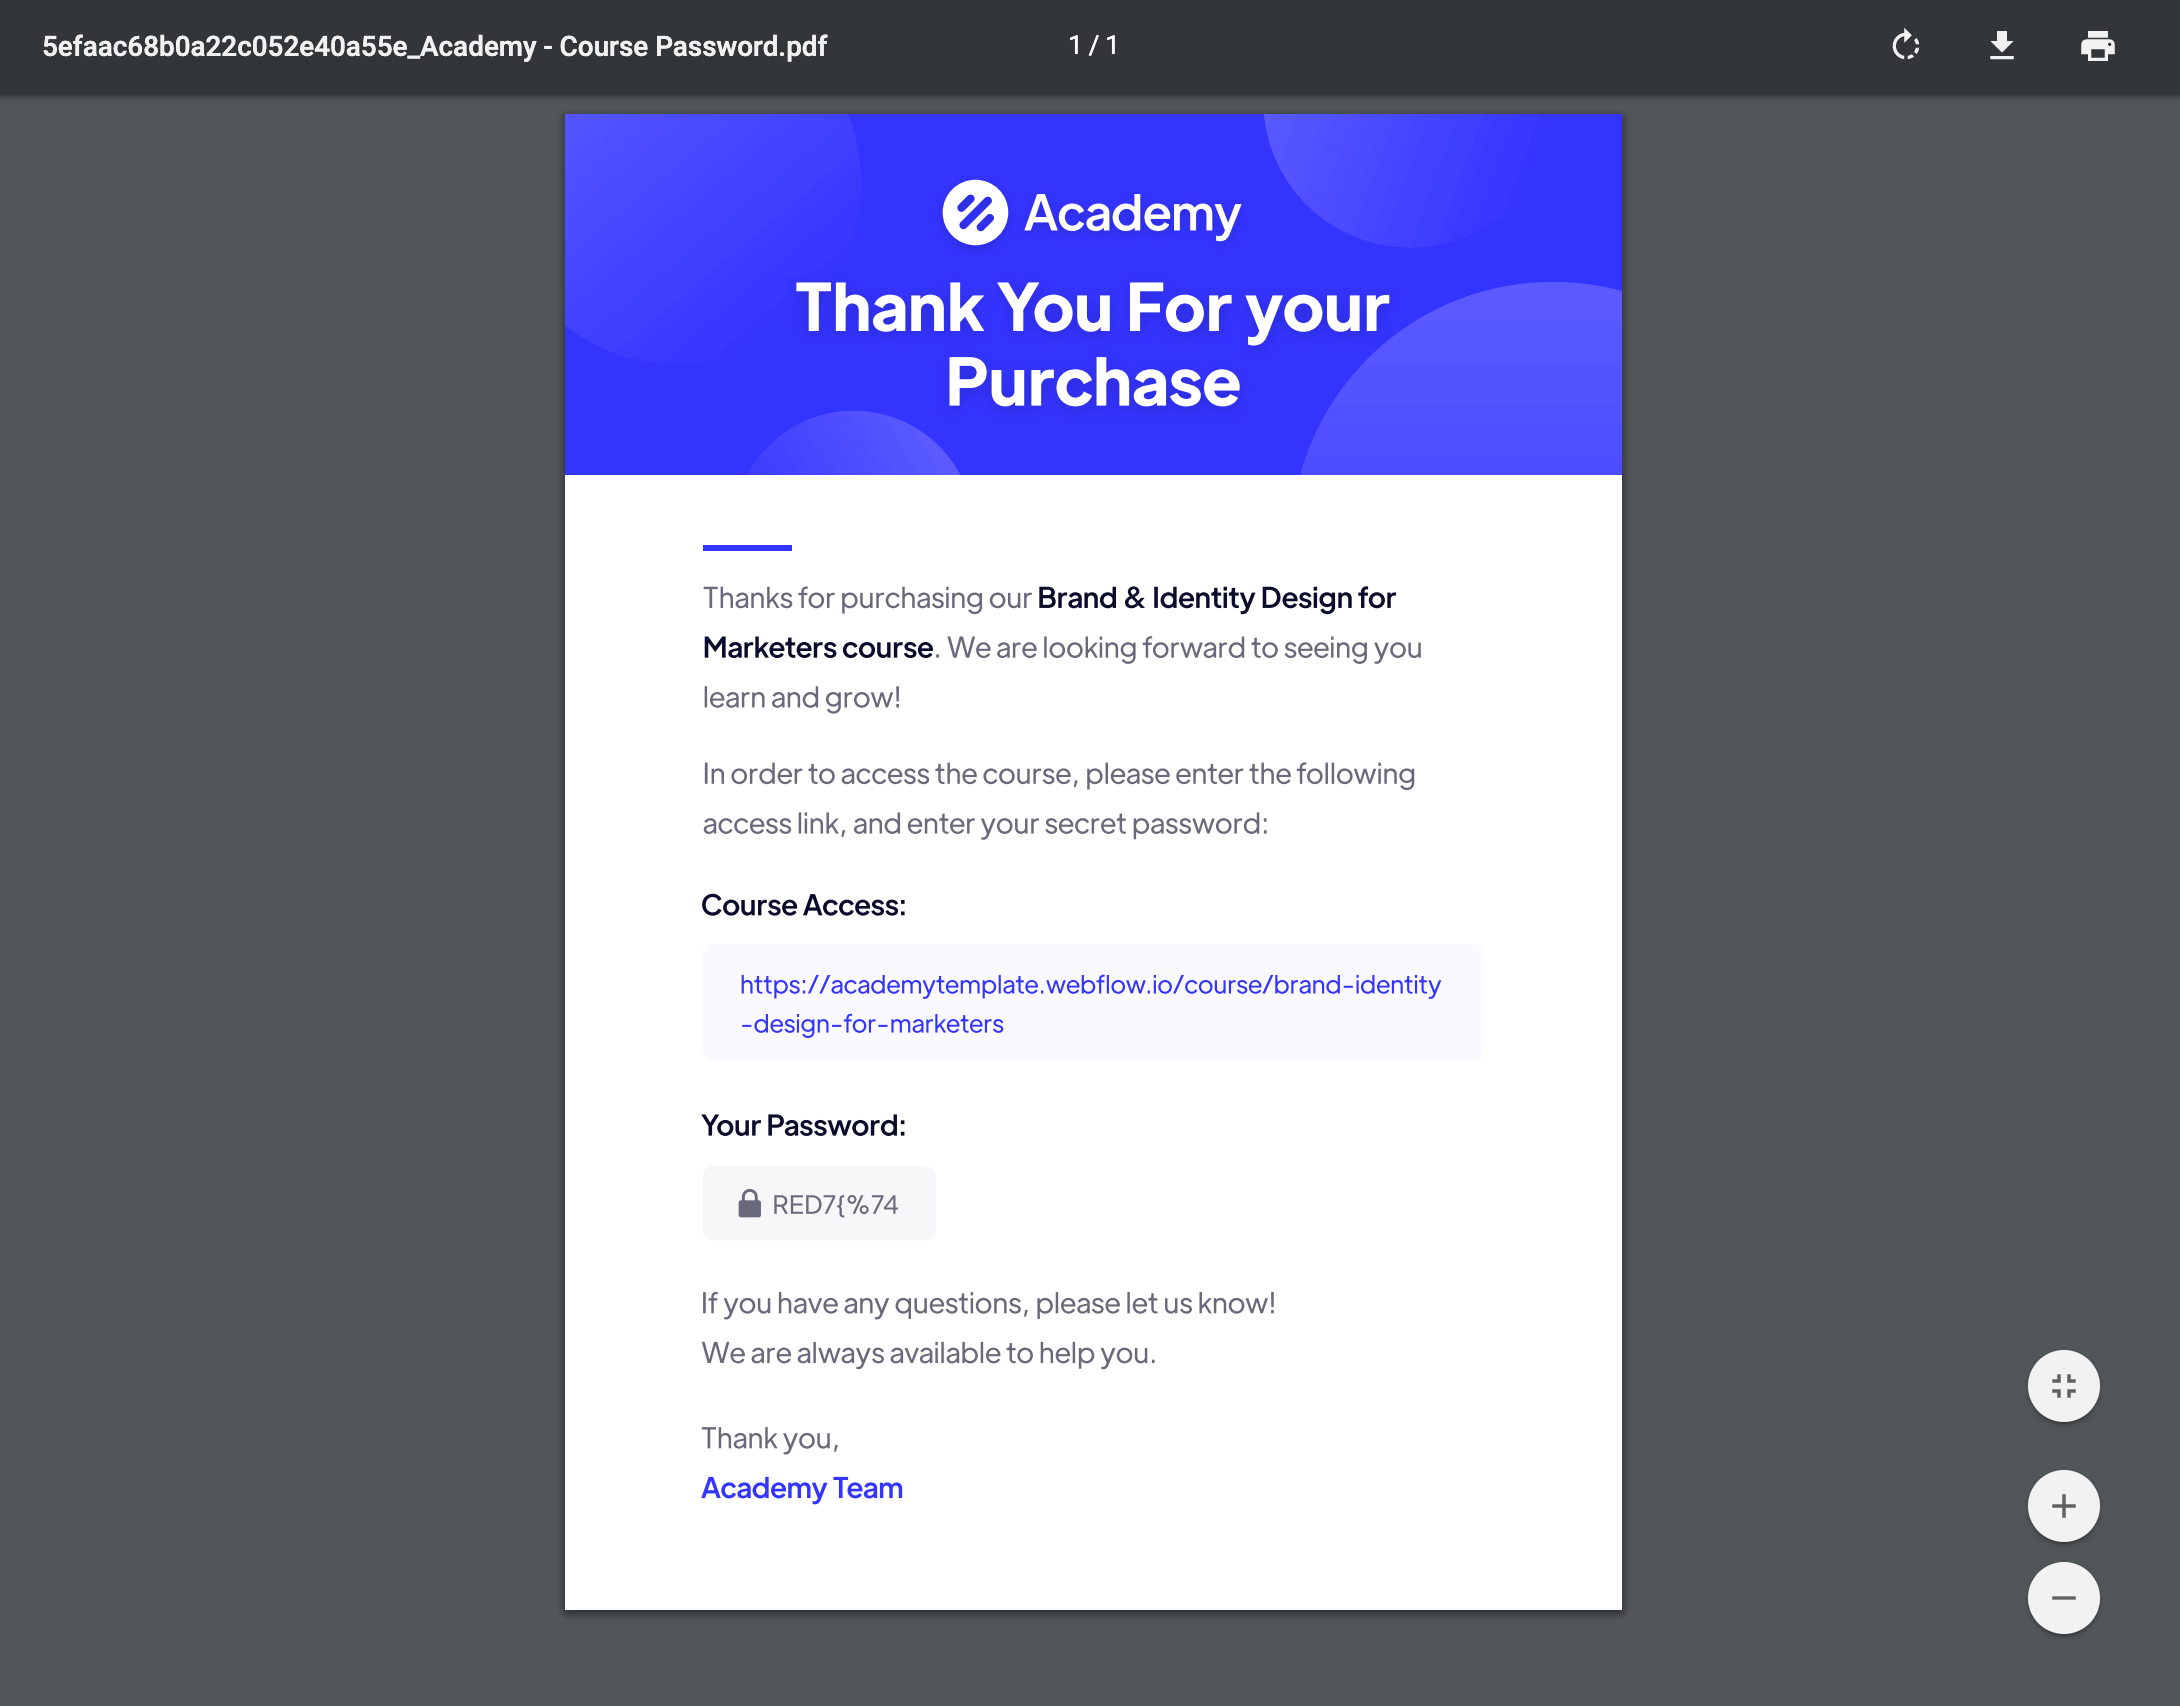 5efaac68b0a22c052e40a55e_Academy - Course Password.pdf
1 / 1
Academy
Thank You For your
Purchase
Thanks for purchasing our Brand & Identity Design for
Marketers course. We are looking forward to seeing you
learn and grow!
In order to access the course, please enter the following
access link, and enter your secret password:
Course Access:
https://academytemplate.webflow.io/course/brand-identity
-design-for-marketers
Your Password:
RED7{%74
If you have any questions, please let us know!
We are always available to help you.
Thank you,
Academy Team